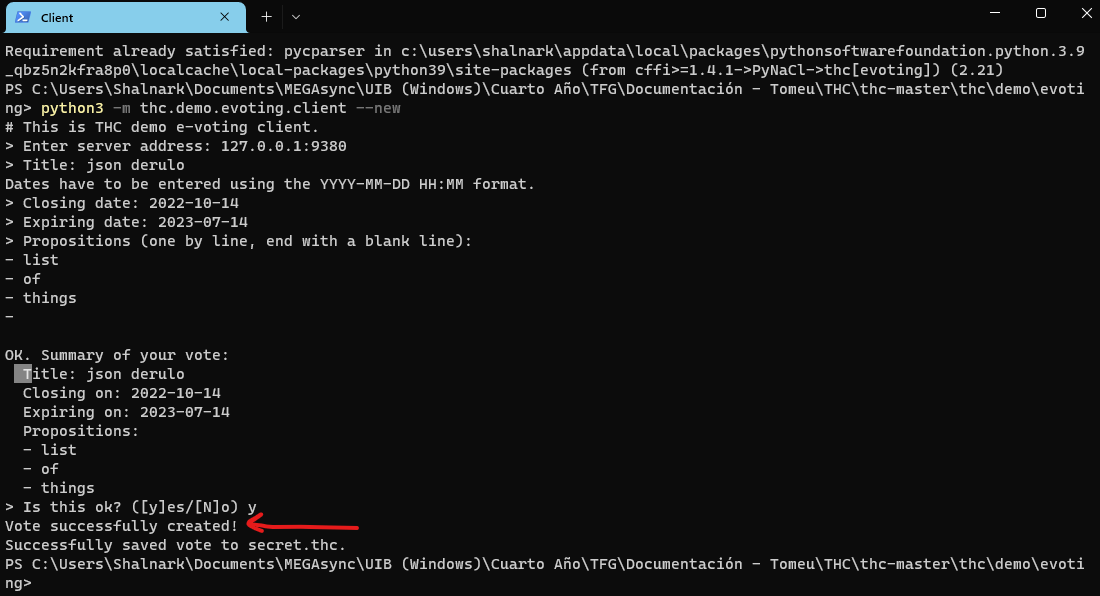 Client
Requirement already satisfied: pycparser in c:\users\shalnark\appdata\local\packages\pythonsoftwarefoundation.python.3.9
_qbz5n2kfra8p0\localcache\local-packages\python39\site-packages (from cffi>=1.4.1->PyNaCl->thc[evoting]) (2.21)
PS C:\Users\Shalnark\Documents\MEGAsync\UIB (Windows)\Cuarto Año\TFG\Documentación - Tomeu\THC\thc-master\thc\demo\evoti
ng> python3 -m thc.demo.evoting.client --new
# This is THC demo e-voting client.
> Enter server address: 127.0.0.1:9380
> Title: json derulo
Dates have to be entered using the YYYY-MM-DD HH:MM format.
> Closing date: 2022-10-14
> Expiring date: 2023-07-14
> Propositions (one by line, end with a blank line):
- list
- of
- things
-
OK. Summary of your vote:
Title: json derulo
Closing on: 2022-10-14
Expiring on: 2023-07-14
Propositions:
- list
- of
- things
> Is this ok? ([y]es/[N]o) y
Vote successfully created!
Successfully saved vote to secret.thc.
PS C:\Users\Shalnark\Documents\MEGAsync\UIB (Windows)\Cuarto Año\TFG\Documentación - Tomeu\THC\thc-master\thc\demo\evoti
ng>